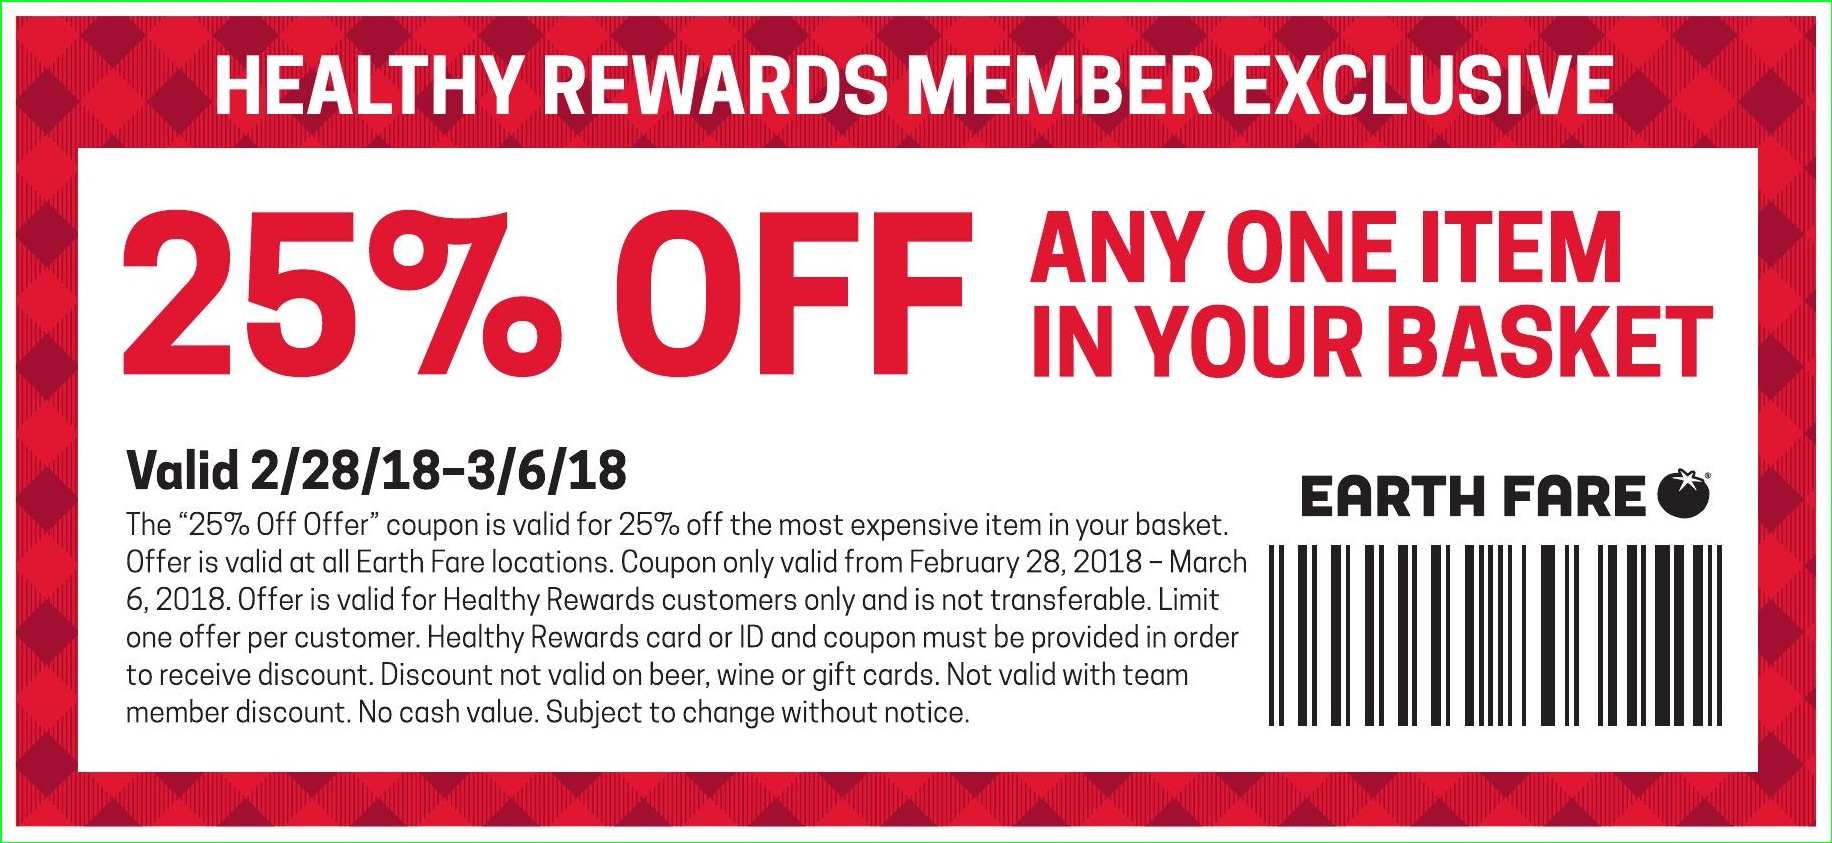 HEALTHY REWARDS MEMBER EXCLUSIVE
25% OFF
ANY ONE ITEM
IN YOUR BASKET
Valid 2/28/18–3/6/18
The “25% Off Offer” coupon is valid for 25% off the most expensive item in your basket.
Offer is valid at all Earth Fare locations. Coupon only valid from February 28, 2018 – March
6, 2018. Offer is valid for Healthy Rewards customers only and is not transferable. Limit
one offer per customer. Healthy Rewards card or ID and coupon must be provided in order
to receive discount. Discount not valid on beer, wine or gift cards. Not valid with team
member discount. No cash value. Subject to change without notice.
EARTH FARE®